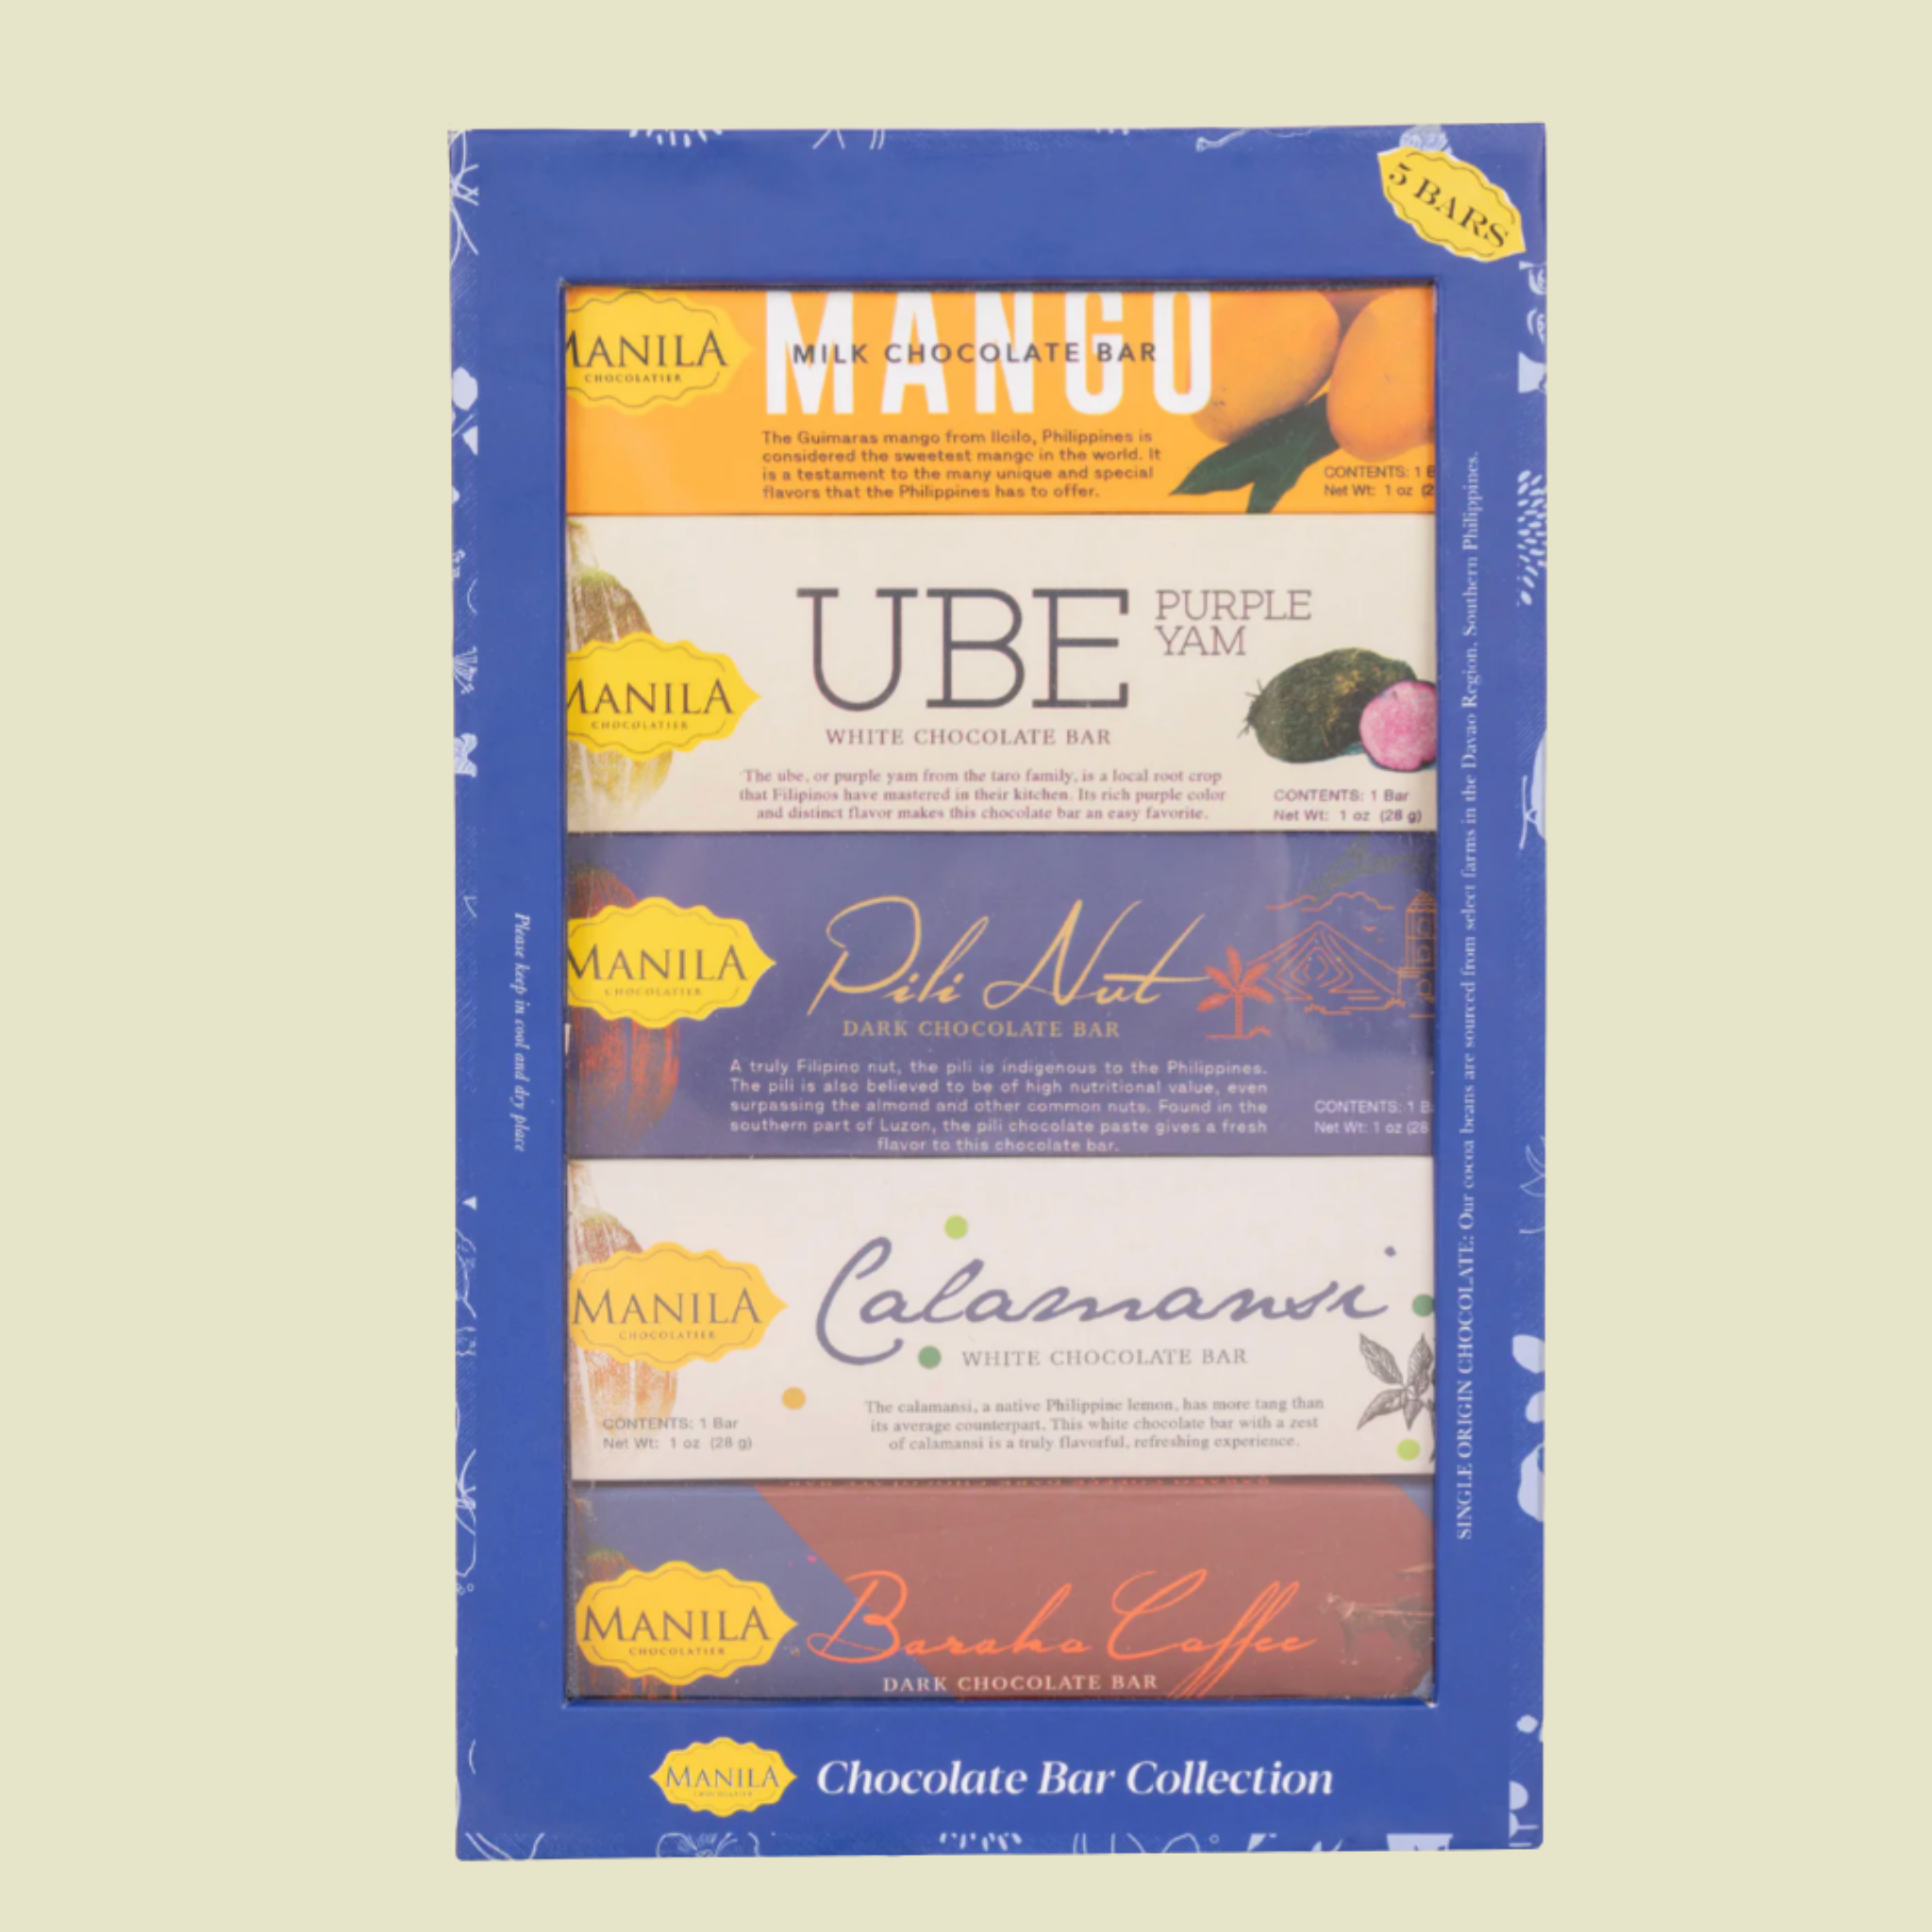 5 BARS
MANILA
CHOCOLATIER
MANGO
MILK CHOCOLATE BAR
The Guimaras mango from Iloilo, Philippines is
considered the sweetest mango in the world. It
is a testament to the many unique and special
flavors that the Philippines has to offer.
CONTENTS: 1 B
Net Wt: 1 oz (2
MANILA
CHOCOLATIER
UBE
PURPLE
YAM
WHITE CHOCOLATE BAR
The ube, or purple yam from the taro family, is a local root crop
that Filipinos have mastered in their kitchen. Its rich purple color
and distinct flavor makes this chocolate bar an easy favorite.
CONTENTS: 1 Bar
Net Wt: 1 oz (28 g)
MANILA
CHOCOLATIER
Pili Nut
DARK CHOCOLATE BAR
A truly Filipino nut, the pili is indigenous to the Philippines.
The pili is also believed to be of high nutritional value, even
surpassing the almond and other common nuts. Found in the
southern part of Luzon, the pili chocolate paste gives a fresh
flavor to this chocolate bar.
CONTENTS: 1 B
Net Wt: 1 oz (28
MANILA
CHOCOLATIER
Calamansi
WHITE CHOCOLATE BAR
The calamansi, a native Philippine lemon, has more tang than
its average counterpart. This white chocolate bar with a zest
of calamansi is a truly flavorful, refreshing experience.
CONTENTS: 1 Bar
Net Wt: 1 oz (28 g)
MANILA
CHOCOLATIER
Barako Coffee
DARK CHOCOLATE BAR
MANILA
CHOCOLATIER
Chocolate Bar Collection
Please keep in cool and dry place
SINGLE ORIGIN CHOCOLATE: Our cocoa beans are sourced from select farms in the Davao Region, Southern Philippines.